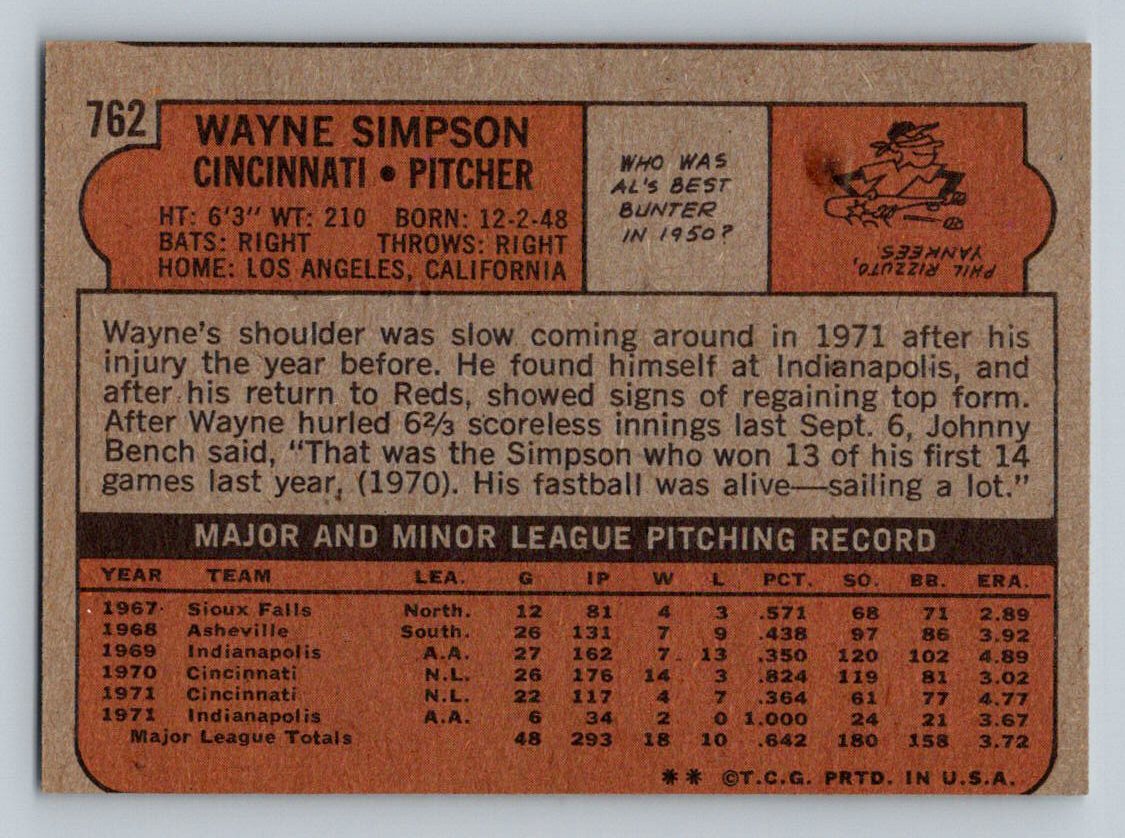 762
WAYNE SIMPSON
CINCINNATI • PITCHER
HT: 6'3" WT: 210 BORN: 12-2-48
BATS: RIGHT THROWS: RIGHT
HOME: LOS ANGELES, CALIFORNIA
WHO WAS
AL'S BEST
BUNTER
IN 1950?
PHIL RIZZUTO,
YANKEES.
Wayne's shoulder was slow coming around in 1971 after his
injury the year before. He found himself at Indianapolis, and
after his return to Reds, showed signs of regaining top form.
After Wayne hurled 6⅔ scoreless innings last Sept. 6, Johnny
Bench said, "That was the Simpson who won 13 of his first 14
games last year, (1970). His fastball was alive—sailing a lot."
MAJOR AND MINOR LEAGUE PITCHING RECORD
YEAR TEAM LEA. G IP W L PCT. SO. BB. ERA.
1967 Sioux Falls North. 12 81 4 3 .571 68 71 2.89
1968 Asheville South. 26 131 7 9 .438 97 86 3.92
1969 Indianapolis A.A. 27 162 7 13 .350 120 102 4.89
1970 Cincinnati N.L. 26 176 14 3 .824 119 81 3.02
1971 Cincinnati N.L. 22 117 4 7 .364 61 77 4.77
1971 Indianapolis A.A. 6 34 2 0 1.000 24 21 3.67
Major League Totals 48 293 18 10 .642 180 158 3.72
** ©T.C.G. PRTD. IN U.S.A.